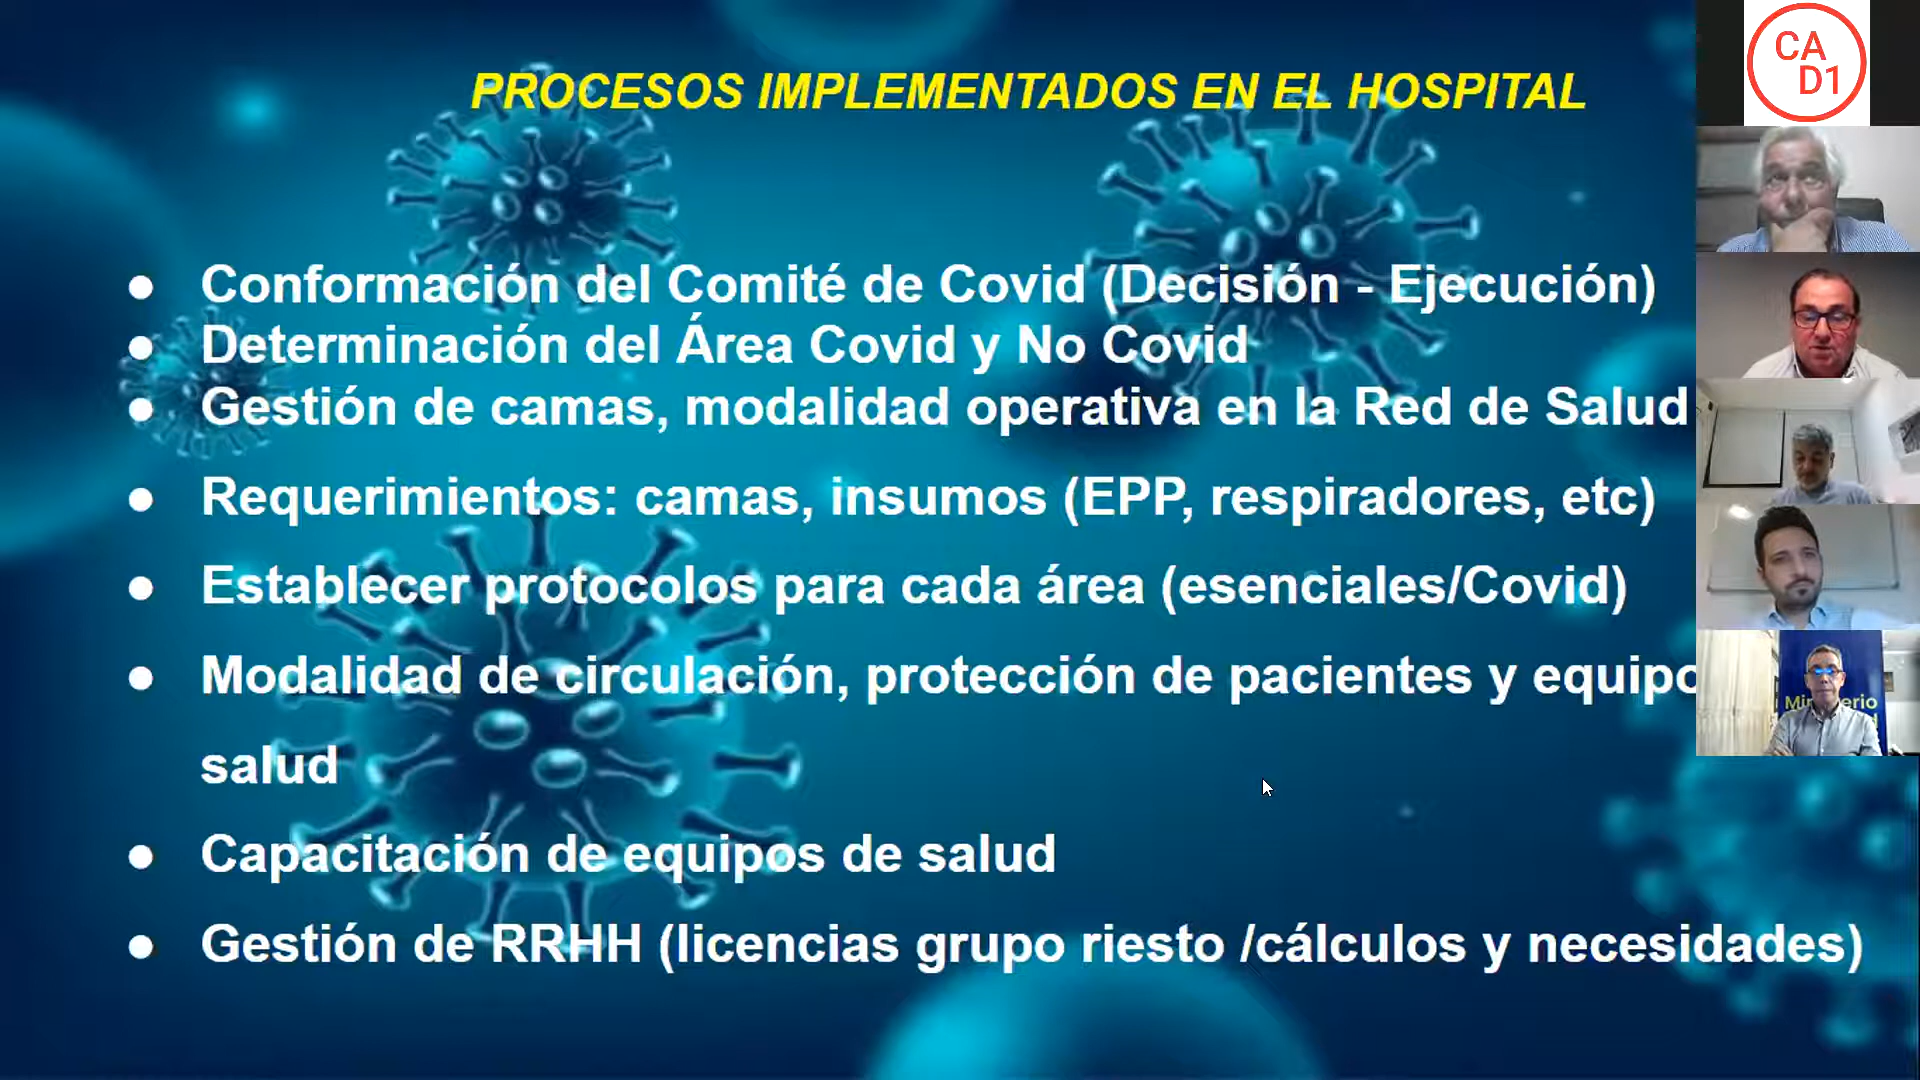 PROCESOS IMPLEMENTADOS EN EL HOSPITAL
CA
D1
● Conformación del Comité de Covid (Decisión - Ejecución)
● Determinación del Área Covid y No Covid
● Gestión de camas, modalidad operativa en la Red de Salud
● Requerimientos: camas, insumos (EPP, respiradores, etc)
● Establecer protocolos para cada área (esenciales/Covid)
● Modalidad de circulación, protección de pacientes y equipo
salud
● Capacitación de equipos de salud
● Gestión de RRHH (licencias grupo riesto /cálculos y necesidades)